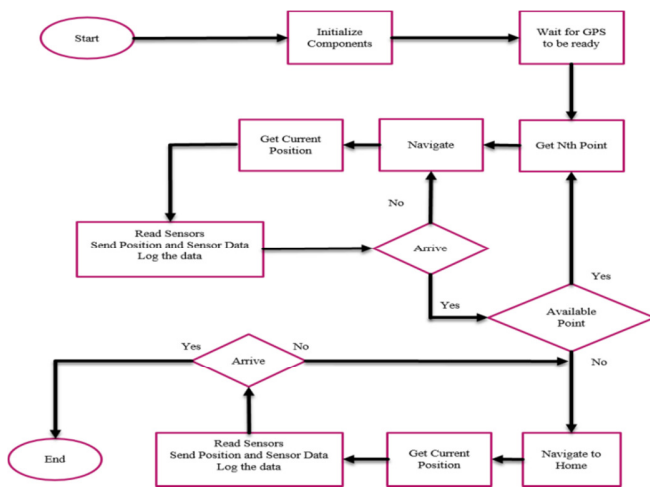 Start
Initialize
Components
Wait for GPS
to be ready
Get Current
Position
Navigate
Get Nth Point
No
Read Sensors
Send Position and Sensor Data
Log the data
Arrive
Yes
Yes
Available
Point
Yes
Arrive
No
No
End
Read Sensors
Send Position and Sensor Data
Log the data
Get Current
Position
Navigate to
Home